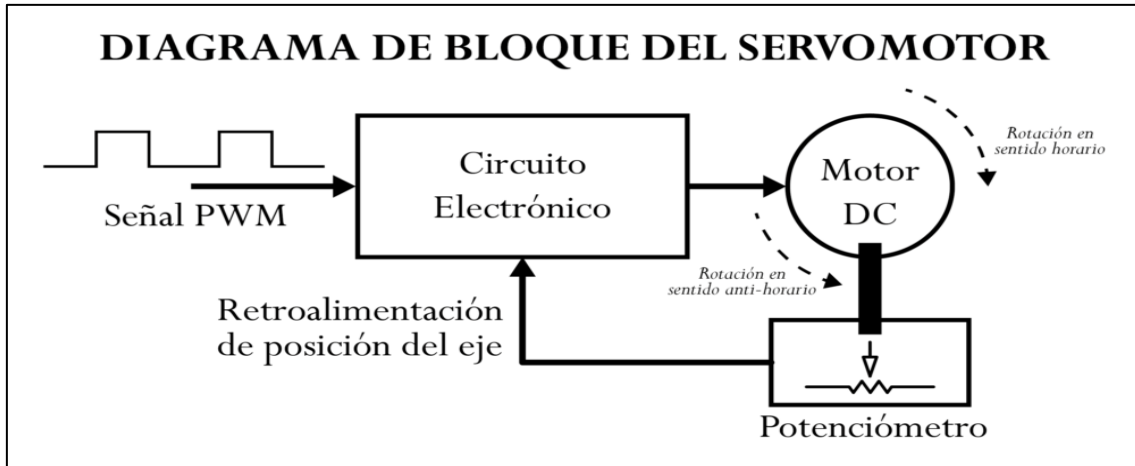 DIAGRAMA DE BLOQUE DEL SERVOMOTOR
Señal PWM
Circuito
Electrónico
Motor
DC
Rotación en
sentido horario
Rotación en
sentido anti-horario
Retroalimentación
de posición del eje
Potenciómetro